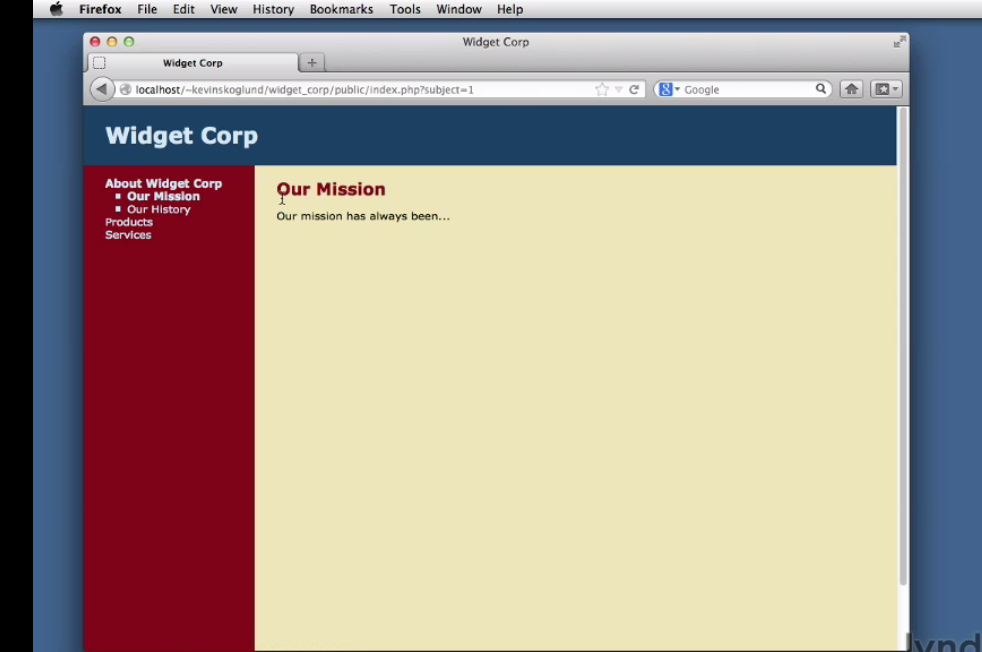 Firefox File Edit View History Bookmarks Tools Window Help
Widget Corp
Widget Corp
localhost/~kevinskoglund/widget_corp/public/index.php?subject=1
Google
Widget Corp
About Widget Corp
Our Mission
Our History
Products
Services
Our Mission
Our mission has always been...